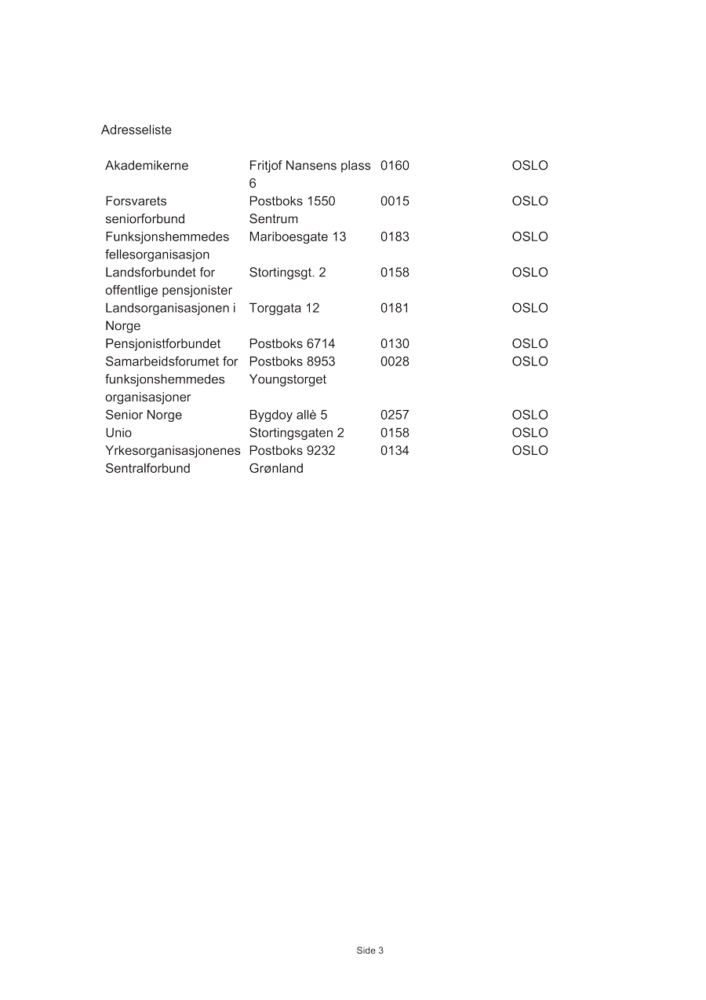 Adresseliste
Akademikerne Fritjof Nansens plass 0160 OSLO
6
Forsvarets Postboks 1550 0015 OSLO
seniorforbund Sentrum
Funksjonshemmedes Mariboesgate 13 0183 OSLO
fellesorganisasjon
Landsforbundet for Stortingsgt. 2 0158 OSLO
offentlige pensjonister
Landsorganisasjonen i Torggata 12 0181 OSLO
Norge
Pensjonistforbundet Postboks 6714 0130 OSLO
Samarbeidsforumet for Postboks 8953 0028 OSLO
funksjonshemmedes Youngstorget
organisasjoner
Senior Norge Bygdoy allè 5 0257 OSLO
Unio Stortingsgaten 2 0158 OSLO
Yrkesorganisasjonenes Postboks 9232 0134 OSLO
Sentralforbund Grønland
Side 3